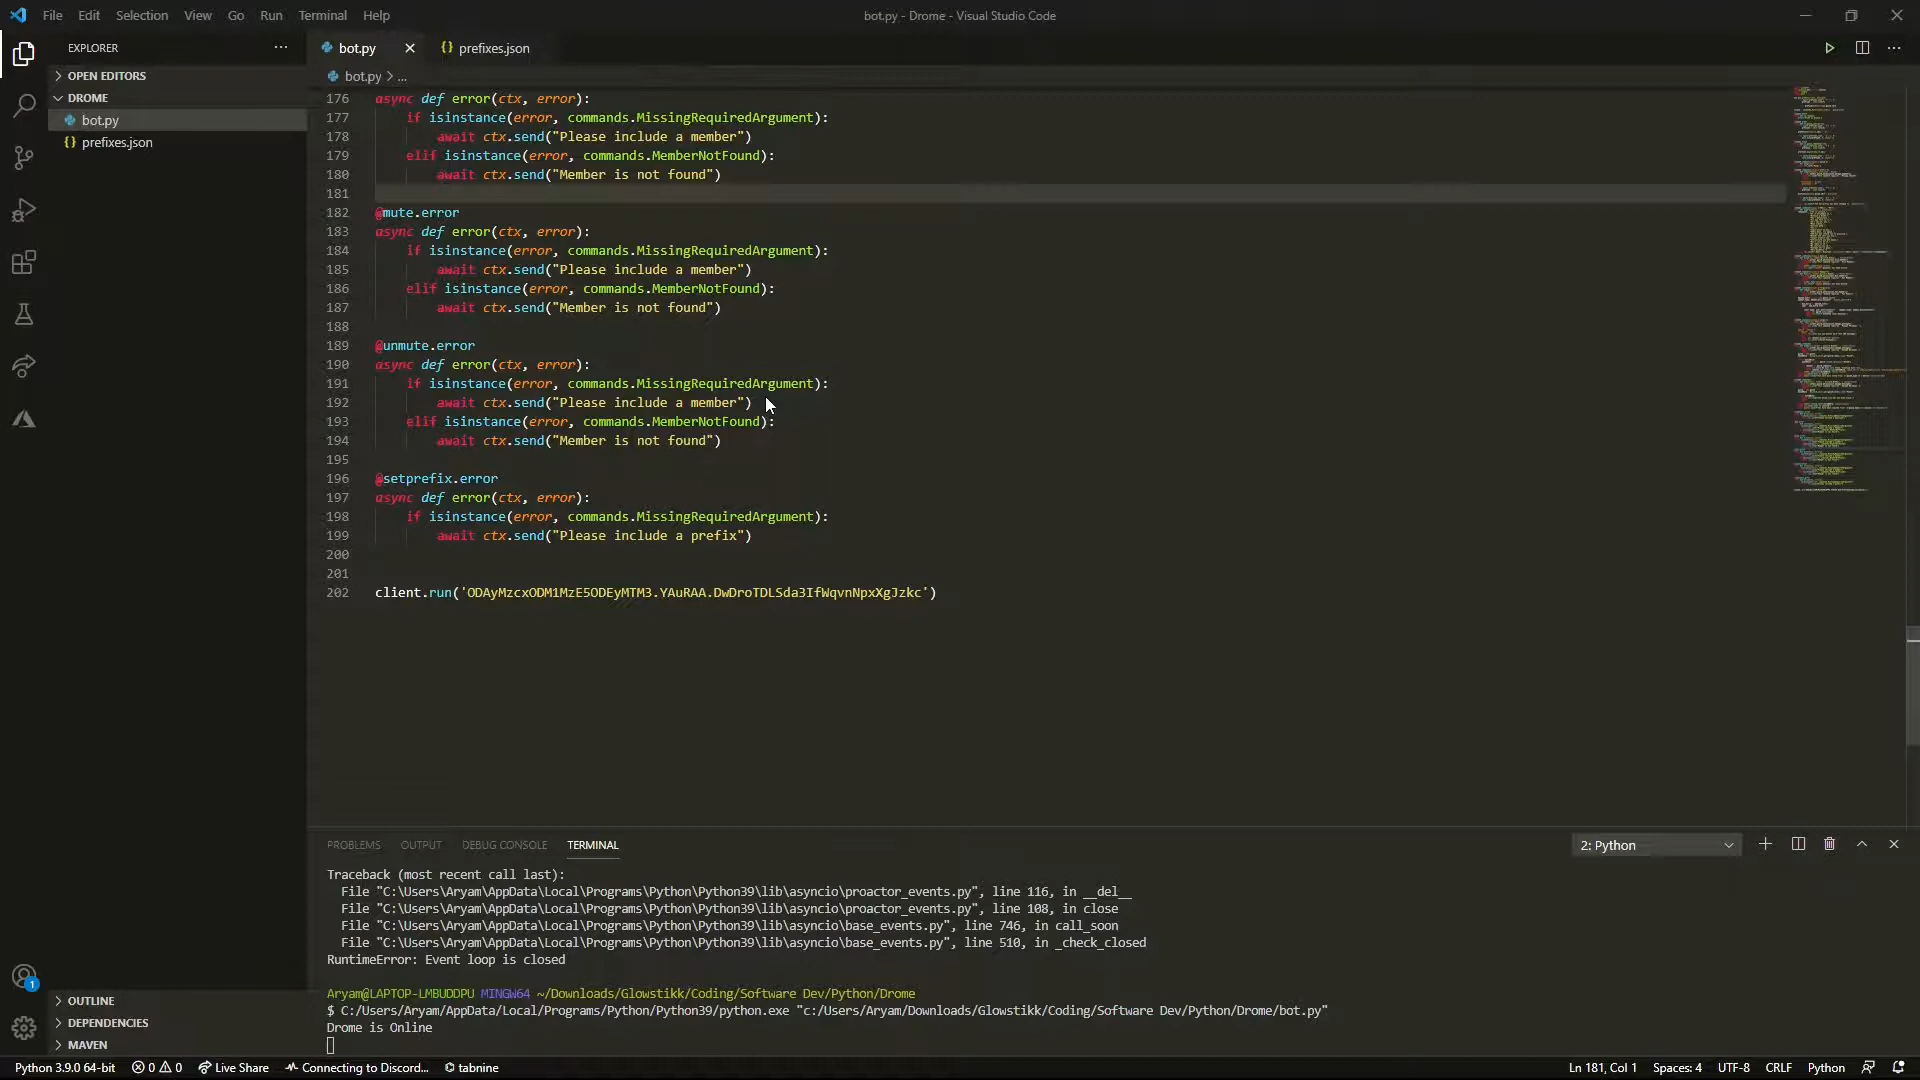 File Edit Selection View Go Run Terminal Help
bot.py - Drome - Visual Studio Code
EXPLORER
OPEN EDITORS
DROME
bot.py
prefixes.json
bot.py prefixes.json
bot.py > ...
176 async def error(ctx, error):
177 if isinstance(error, commands.MissingRequiredArgument):
178 await ctx.send("Please include a member")
179 elif isinstance(error, commands.MemberNotFound):
180 await ctx.send("Member is not found")
181
182 @mute.error
183 async def error(ctx, error):
184 if isinstance(error, commands.MissingRequiredArgument):
185 await ctx.send("Please include a member")
186 elif isinstance(error, commands.MemberNotFound):
187 await ctx.send("Member is not found")
188
189 @unmute.error
190 async def error(ctx, error):
191 if isinstance(error, commands.MissingRequiredArgument):
192 await ctx.send("Please include a member")
193 elif isinstance(error, commands.MemberNotFound):
194 await ctx.send("Member is not found")
195
196 @setprefix.error
197 async def error(ctx, error):
198 if isinstance(error, commands.MissingRequiredArgument):
199 await ctx.send("Please include a prefix")
200
201
202 client.run('ODAyMzcxODM1MzE5ODEyMTM3.YAuRAA.DwDroTDLSda3IfWqvnNpxXgJzkc')
PROBLEMS OUTPUT DEBUG CONSOLE TERMINAL
2: Python
Traceback (most recent call last):
File "C:\Users\Aryam\AppData\Local\Programs\Python\Python39\lib\asyncio\proactor_events.py", line 116, in __del__
File "C:\Users\Aryam\AppData\Local\Programs\Python\Python39\lib\asyncio\proactor_events.py", line 108, in close
File "C:\Users\Aryam\AppData\Local\Programs\Python\Python39\lib\asyncio\base_events.py", line 746, in call_soon
File "C:\Users\Aryam\AppData\Local\Programs\Python\Python39\lib\asyncio\base_events.py", line 510, in _check_closed
RuntimeError: Event loop is closed
Aryam@LAPTOP-LMBUDDPU MINGW64 ~/Downloads/Glowstikk/Coding/Software Dev/Python/Drome
$ C:/Users/Aryam/AppData/Local/Programs/Python/Python39/python.exe "c:/Users/Aryam/Downloads/Glowstikk/Coding/Software Dev/Python/Drome/bot.py"
Drome is Online
1
OUTLINE
DEPENDENCIES
MAVEN
Python 3.9.0 64-bit 0 0 Live Share Connecting to Discord... tabnine Ln 181, Col 1 Spaces: 4 UTF-8 CRLF Python